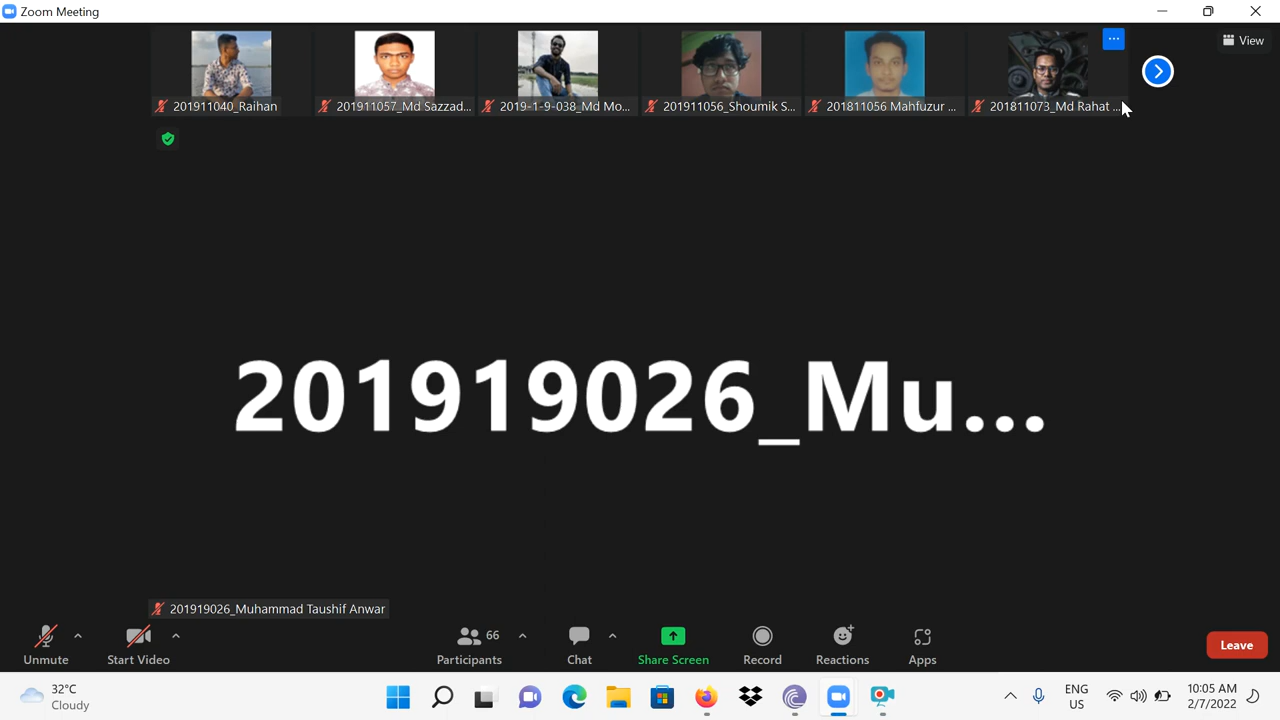 Zoom Meeting
View
201911040_Raihan
201911057_Md Sazzad...
2019-1-9-038_Md Mo...
201911056_Shoumik S...
201811056 Mahfuzur ...
201811073_Md Rahat ...
201919026_Mu...
201919026_Muhammad Taushif Anwar
Unmute
Start Video
66
Participants
Chat
Share Screen
Record
Reactions
Apps
Leave
32°C
Cloudy
ENG
US
10:05 AM
2/7/2022